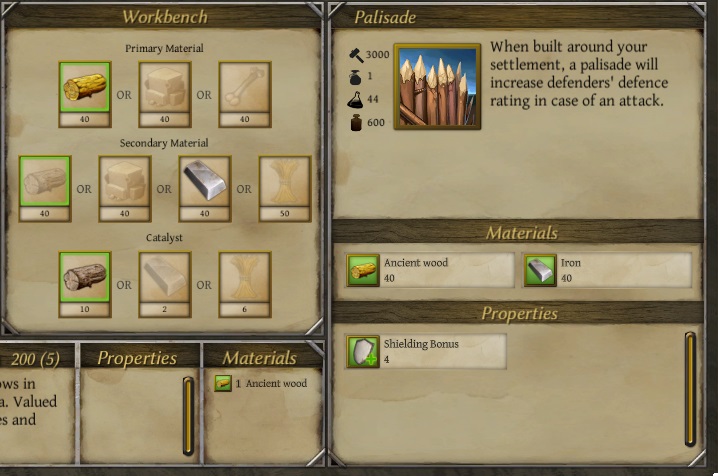 Workbench
Primary Material
OR
OR
40
40
40
Secondary Material
OR
OR
OR
40
40
40
50
Catalyst
OR
OR
10
2
6
Palisade
3000
1
44
600
When built around your
settlement, a palisade will
increase defenders' defence
rating in case of an attack.
Materials
Ancient wood
40
Iron
40
Properties
Shielding Bonus
4
200 (5)
ows in
a. Valued
es and
Properties
Materials
1 Ancient wood